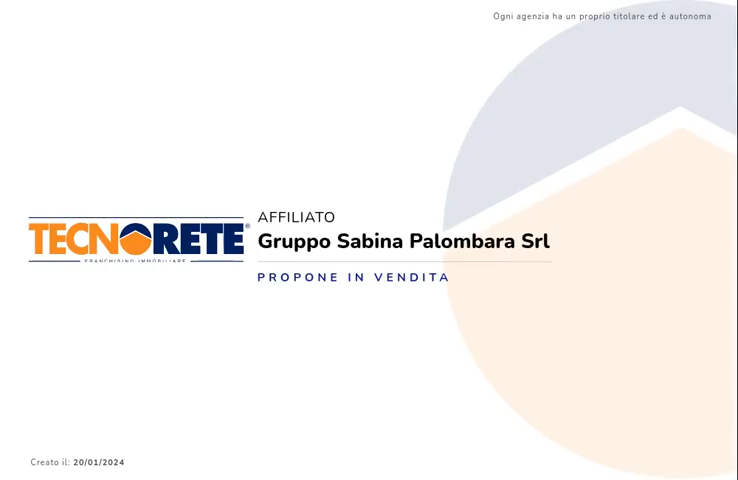 Ogni agenzia ha un proprio titolare ed è autonoma
AFFILIATO
TECNORETE®
Gruppo Sabina Palombara Srl
FRANCHISING IMMOBILIARE
PROPONE IN VENDITA
Creato il: 20/01/2024